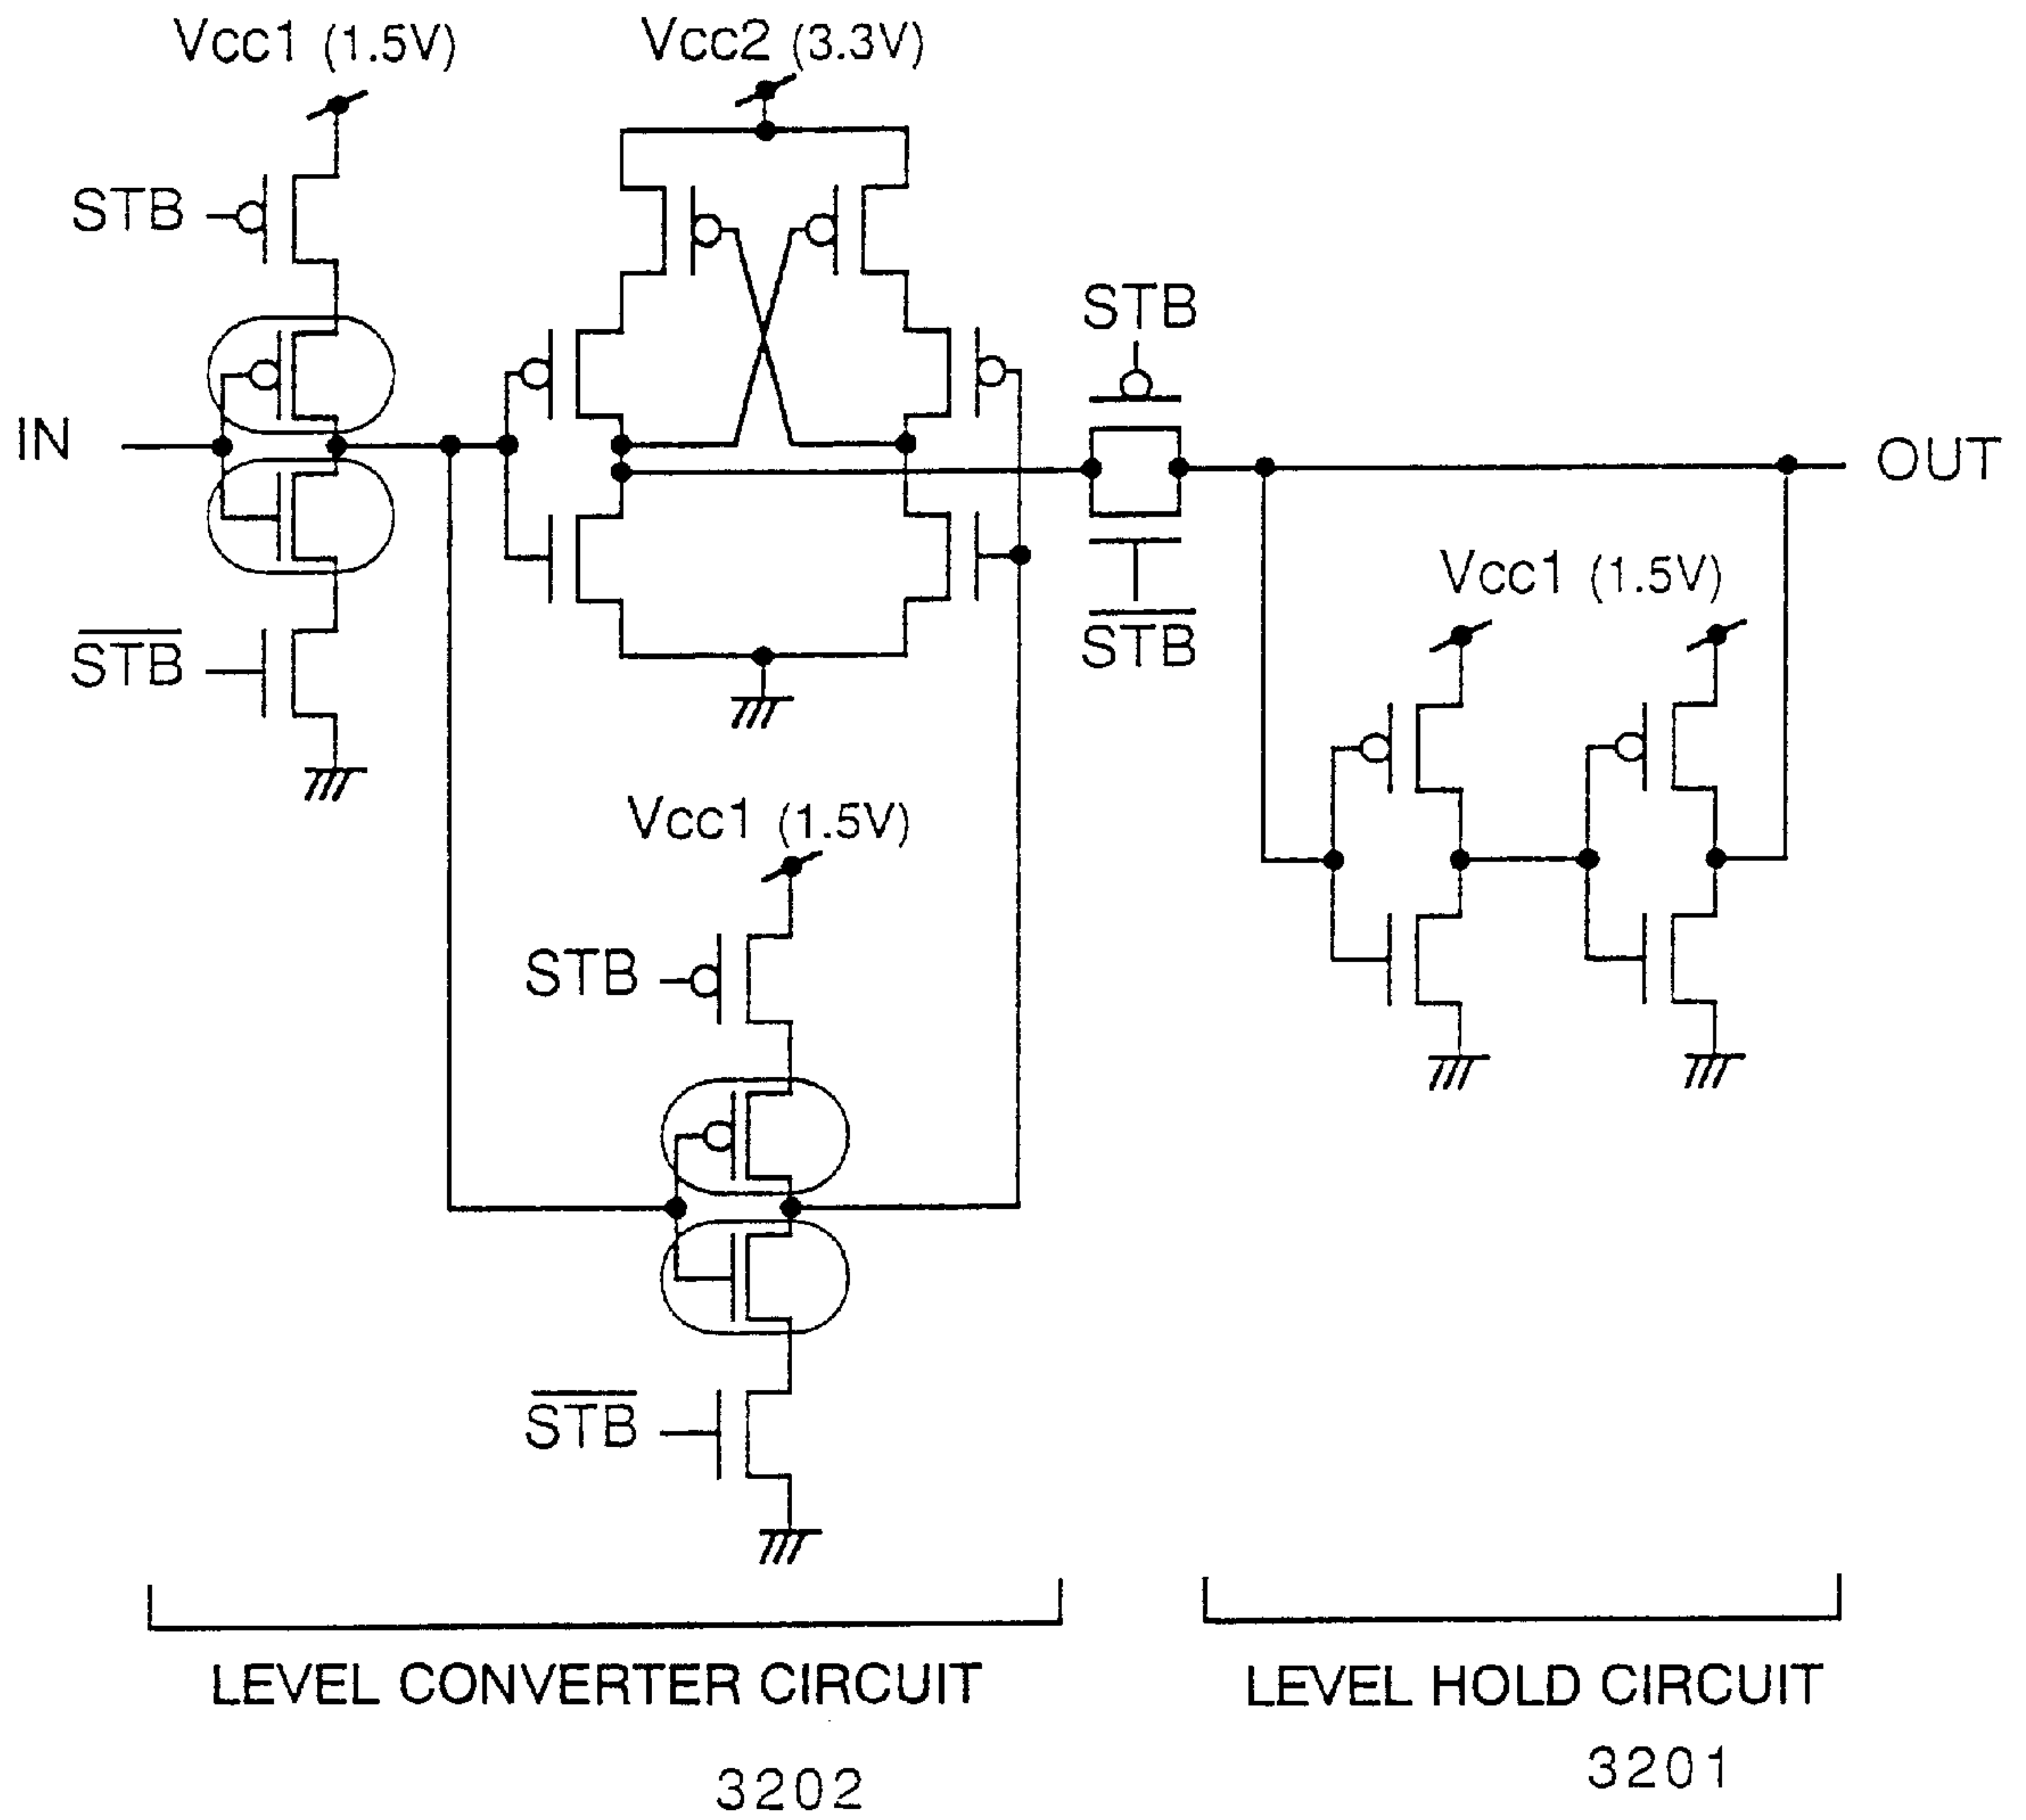 Vcc1 (1.5V)
Vcc2 (3.3V)
STB
STB
IN
OUT
STB
STB
Vcc1 (1.5V)
Vcc1 (1.5V)
STB
STB
LEVEL CONVERTER CIRCUIT
LEVEL HOLD CIRCUIT
3202
3201